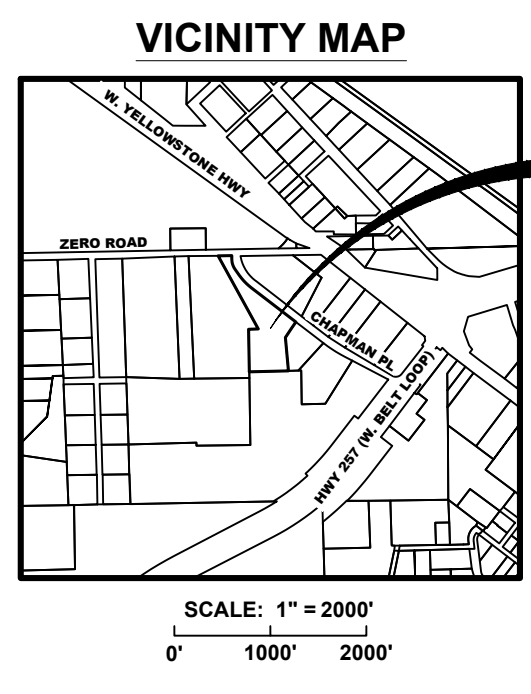 VICINITY MAP
W. YELLOWSTONE HWY
ZERO ROAD
CHAPMAN PL
HWY 257 (W. BELT LOOP)
SCALE: 1" = 2000'
0' 1000' 2000'